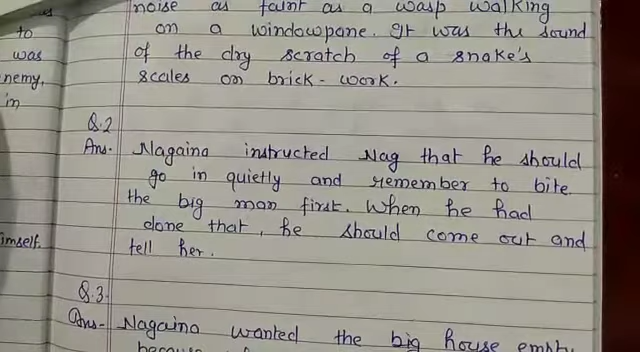 to
was
nemy,
in
imself.
noise as faint as a wasp walking
on a windowpane. It was the sound
of the dry scratch of a snake's
scales on brick-work.
Q.2
Ans. Nagaina instructed Nag that he should
go in quietly and remember to bite
the big man first. When he had
done that, he should come out and
tell her.
Q.3.
Ans- Nagaina wanted the big house empty
because